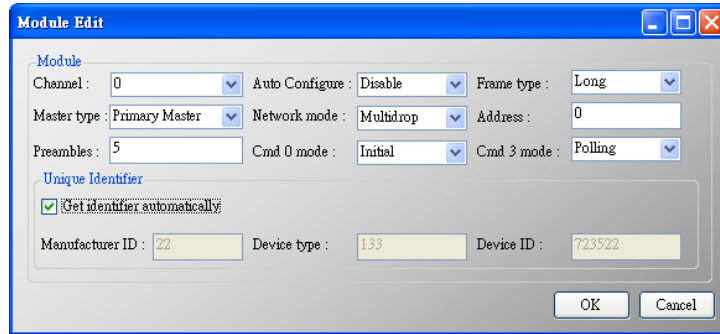 Module Edit
Module
Channel : 0 Auto Configure : Disable Frame type : Long
Master type : Primary Master Network mode : Multidrop Address : 0
Preambles : 5 Cmd 0 mode : Initial Cmd 3 mode : Polling
Unique Identifier
Get identifier automatically
Manufacturer ID : 22 Device type : 133 Device ID : 723522
OK Cancel